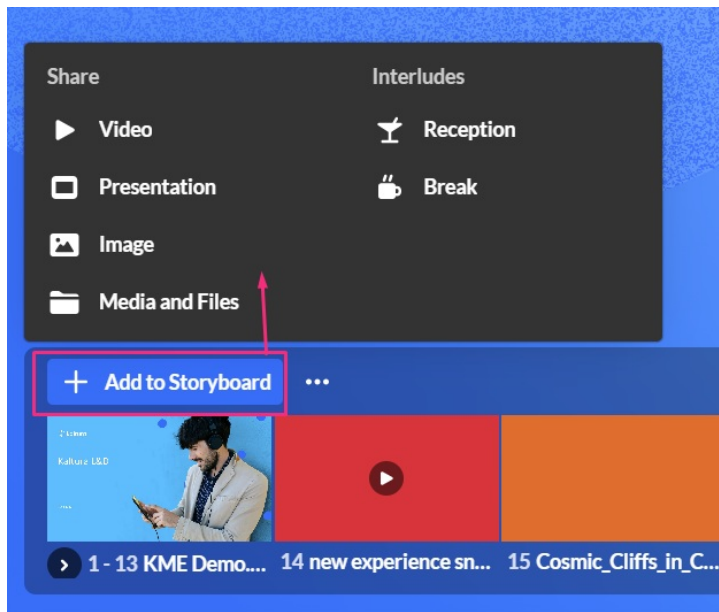 Share
Video
Presentation
Image
Media and Files
Interludes
Reception
Break
Add to Storyboard
Kaltura L&D
1 - 13 KME Demo....
14 new experience sn...
15 Cosmic_Cliffs_in_C...